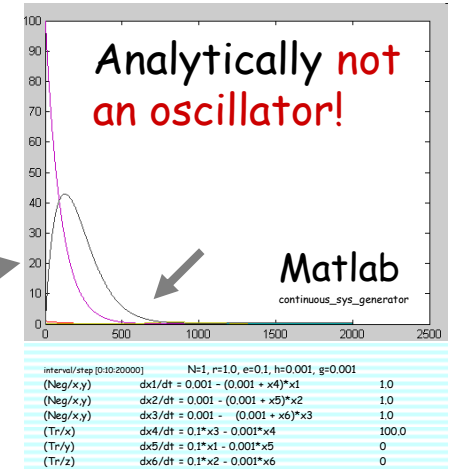 Analytically not
an oscillator!
100
90
80
70
60
50
40
30
20
10
0
Matlab
continuous_sys_generator
0 500 1000 1500 2000 2500
interval/step [0:10:20000] N=1, r=1.0, e=0.1, h=0.001, g=0.001
(Neg/x,y) dx1/dt = 0.001 - (0.001 + x4)*x1 1.0
(Neg/x,y) dx2/dt = 0.001 - (0.001 + x5)*x2 1.0
(Neg/x,y) dx3/dt = 0.001 - (0.001 + x6)*x3 1.0
(Tr/x) dx4/dt = 0.1*x3 - 0.001*x4 100.0
(Tr/y) dx5/dt = 0.1*x1 - 0.001*x5 0
(Tr/z) dx6/dt = 0.1*x2 - 0.001*x6 0